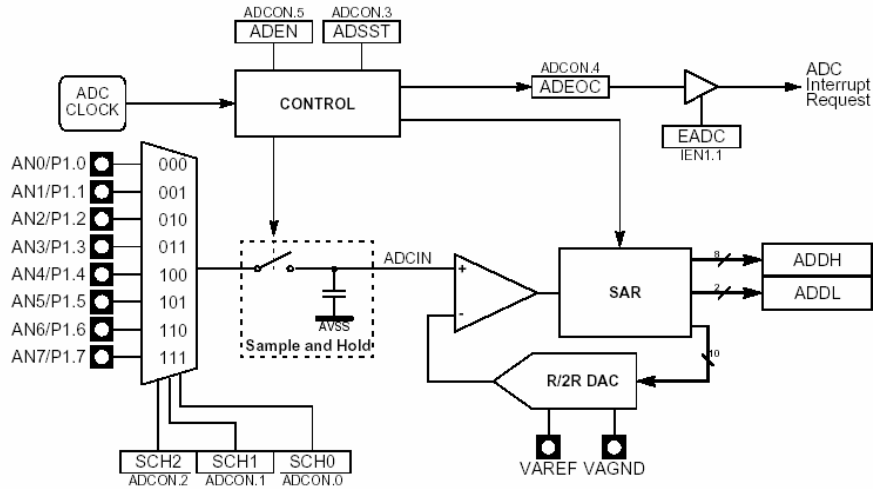 ADCON.5
ADEN
ADCON.3
ADSST
ADC
CLOCK
CONTROL
ADCON.4
ADEOC
ADC
Interrupt
Request
EADC
IEN1.1
AN0/P1.0
000
AN1/P1.1
001
AN2/P1.2
010
AN3/P1.3
011
AN4/P1.4
100
AN5/P1.5
101
AN6/P1.6
110
AN7/P1.7
111
AVSS
Sample and Hold
ADCIN
+
-
SAR
8
ADDH
2
ADDL
10
R/2R DAC
VAREF
VAGND
SCH2
SCH1
SCH0
ADCON.2
ADCON.1
ADCON.0